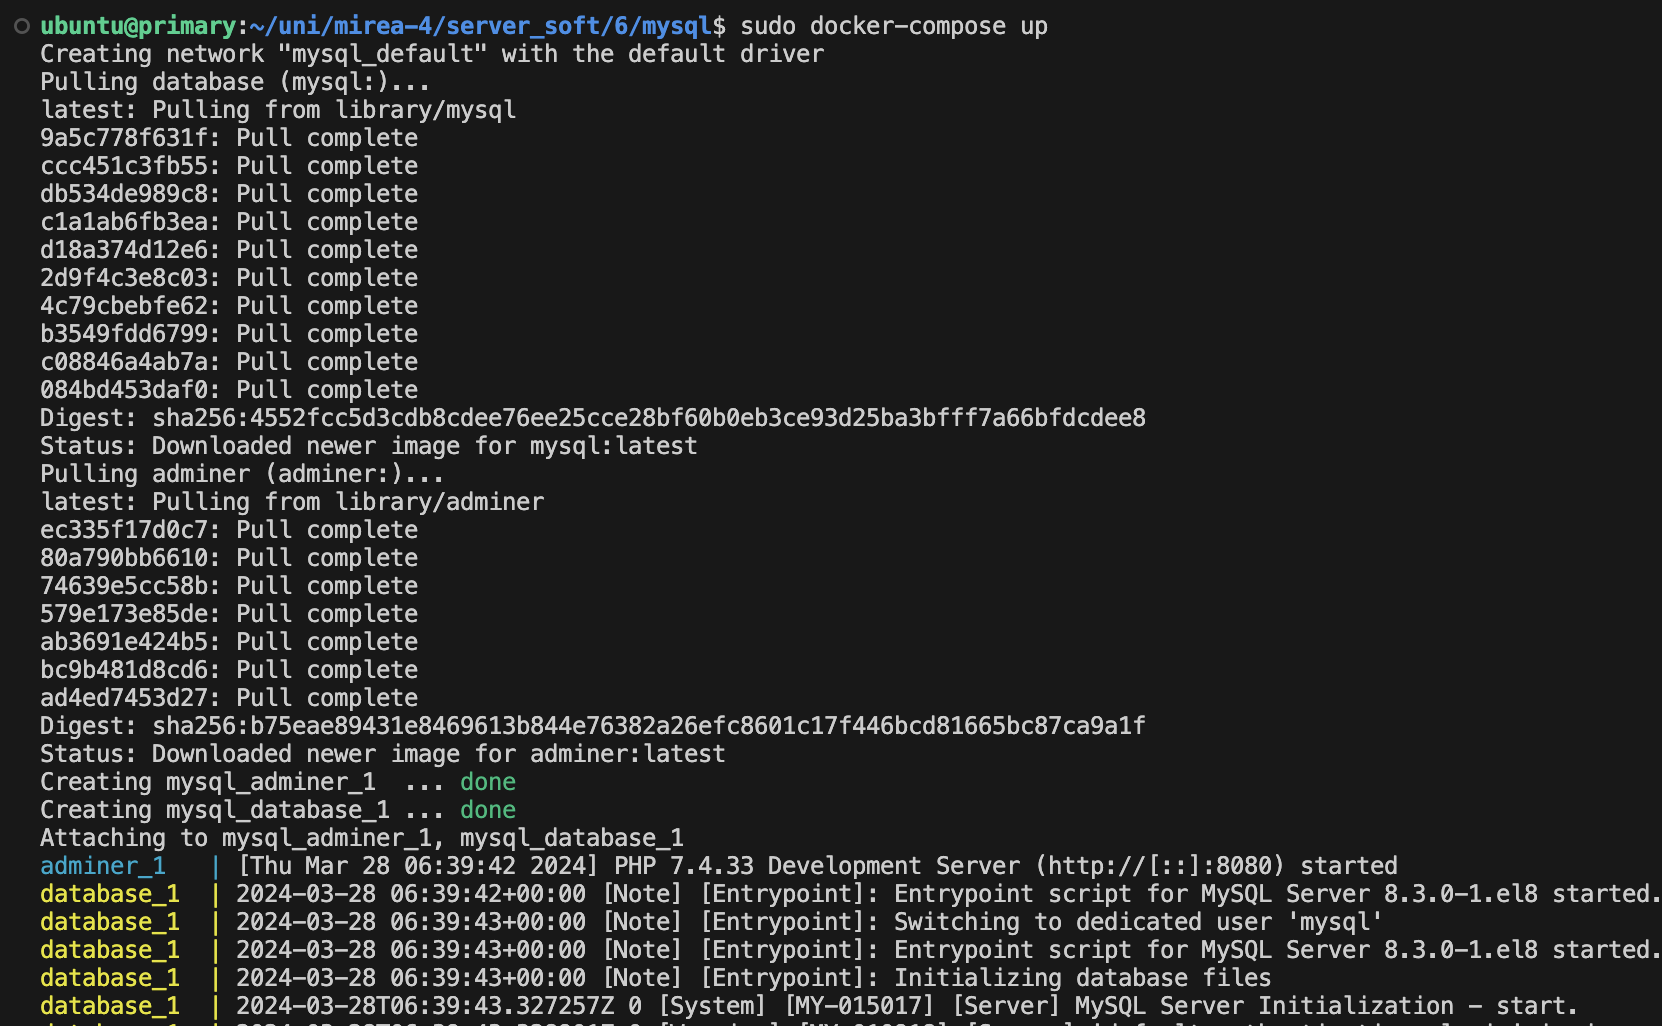 ubuntu@primary:~/uni/mirea-4/server_soft/6/mysql$ sudo docker-compose up
Creating network "mysql_default" with the default driver
Pulling database (mysql:)...
latest: Pulling from library/mysql
9a5c778f631f: Pull complete
ccc451c3fb55: Pull complete
db534de989c8: Pull complete
c1a1ab6fb3ea: Pull complete
d18a374d12e6: Pull complete
2d9f4c3e8c03: Pull complete
4c79cbebfe62: Pull complete
b3549fdd6799: Pull complete
c08846a4ab7a: Pull complete
084bd453daf0: Pull complete
Digest: sha256:4552fcc5d3cdb8cdee76ee25cce28bf60b0eb3ce93d25ba3bfff7a66bfdcdee8
Status: Downloaded newer image for mysql:latest
Pulling adminer (adminer:)...
latest: Pulling from library/adminer
ec335f17d0c7: Pull complete
80a790bb6610: Pull complete
74639e5cc58b: Pull complete
579e173e85de: Pull complete
ab3691e424b5: Pull complete
bc9b481d8cd6: Pull complete
ad4ed7453d27: Pull complete
Digest: sha256:b75eae89431e8469613b844e76382a26efc8601c17f446bcd81665bc87ca9a1f
Status: Downloaded newer image for adminer:latest
Creating mysql_adminer_1  ... done
Creating mysql_database_1 ... done
Attaching to mysql_adminer_1, mysql_database_1
adminer_1   | [Thu Mar 28 06:39:42 2024] PHP 7.4.33 Development Server (http://[::]:8080) started
database_1  | 2024-03-28 06:39:42+00:00 [Note] [Entrypoint]: Entrypoint script for MySQL Server 8.3.0-1.el8 started.
database_1  | 2024-03-28 06:39:43+00:00 [Note] [Entrypoint]: Switching to dedicated user 'mysql'
database_1  | 2024-03-28 06:39:43+00:00 [Note] [Entrypoint]: Entrypoint script for MySQL Server 8.3.0-1.el8 started.
database_1  | 2024-03-28 06:39:43+00:00 [Note] [Entrypoint]: Initializing database files
database_1  | 2024-03-28T06:39:43.327257Z 0 [System] [MY-015017] [Server] MySQL Server Initialization - start.